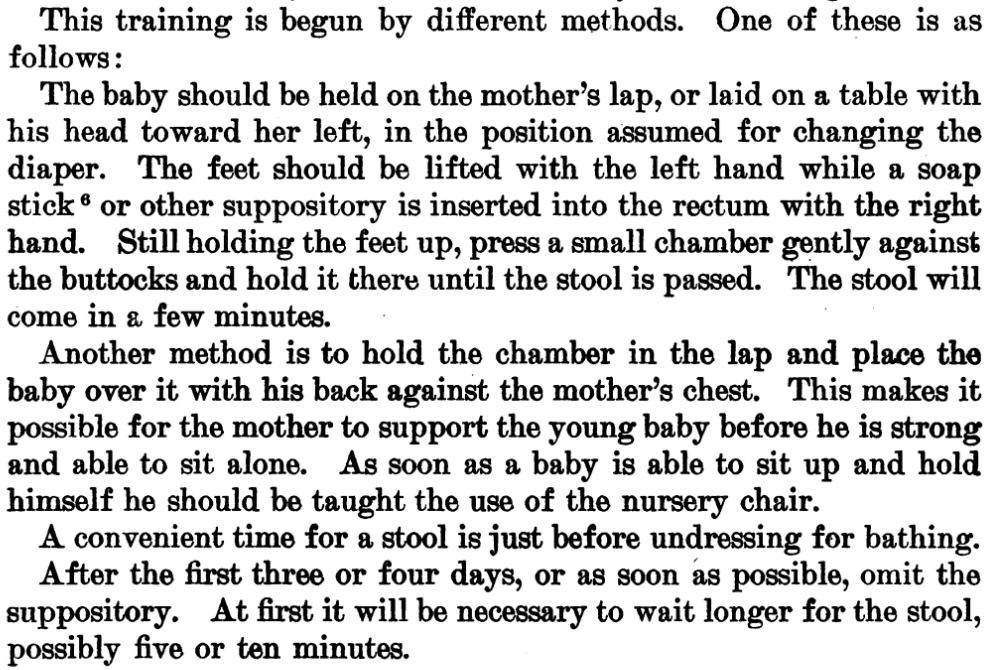 This training is begun by different methods. One of these is as
follows:
The baby should be held on the mother's lap, or laid on a table with
his head toward her left, in the position assumed for changing the
diaper. The feet should be lifted with the left hand while a soap
stick⁶ or other suppository is inserted into the rectum with the right
hand. Still holding the feet up, press a small chamber gently against
the buttocks and hold it there until the stool is passed. The stool will
come in a few minutes.
Another method is to hold the chamber in the lap and place the
baby over it with his back against the mother's chest. This makes it
possible for the mother to support the young baby before he is strong
and able to sit alone. As soon as a baby is able to sit up and hold
himself he should be taught the use of the nursery chair.
A convenient time for a stool is just before undressing for bathing.
After the first three or four days, or as soon as possible, omit the
suppository. At first it will be necessary to wait longer for the stool,
possibly five or ten minutes.